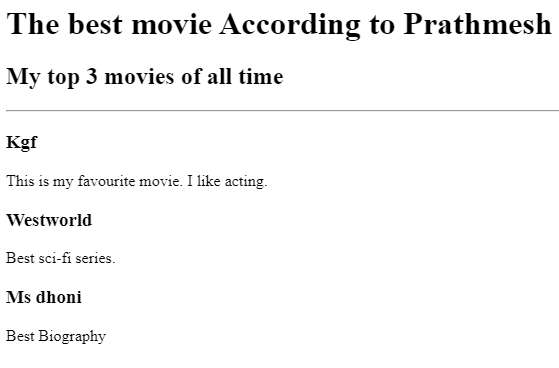 The best movie According to Prathmesh
My top 3 movies of all time
Kgf
This is my favourite movie. I like acting.
Westworld
Best sci-fi series.
Ms dhoni
Best Biography